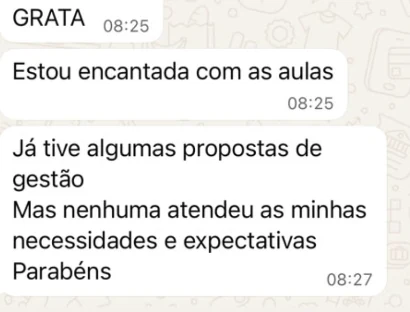 GRATA 08:25
Estou encantada com as aulas
08:25
Já tive algumas propostas de
gestão
Mas nenhuma atendeu as minhas
necessidades e expectativas
Parabéns 08:27